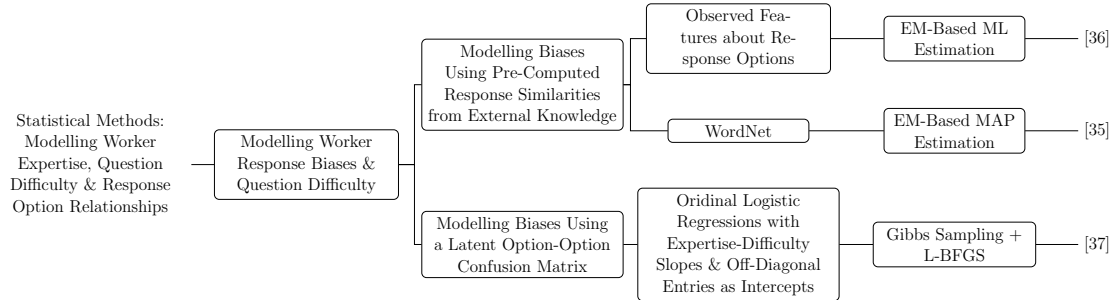 Statistical Methods:
Modelling Worker
Expertise, Question
Difficulty & Response
Option Relationships
Modelling Worker
Response Biases &
Question Difficulty
Modelling Biases
Using Pre-Computed
Response Similarities
from External Knowledge
Observed Fea-
tures about Re-
sponse Options
EM-Based ML
Estimation
[36]
WordNet
EM-Based MAP
Estimation
[35]
Modelling Biases Using
a Latent Option-Option
Confusion Matrix
Oridinal Logistic
Regressions with
Expertise-Difficulty
Slopes & Off-Diagonal
Entries as Intercepts
Gibbs Sampling +
L-BFGS
[37]